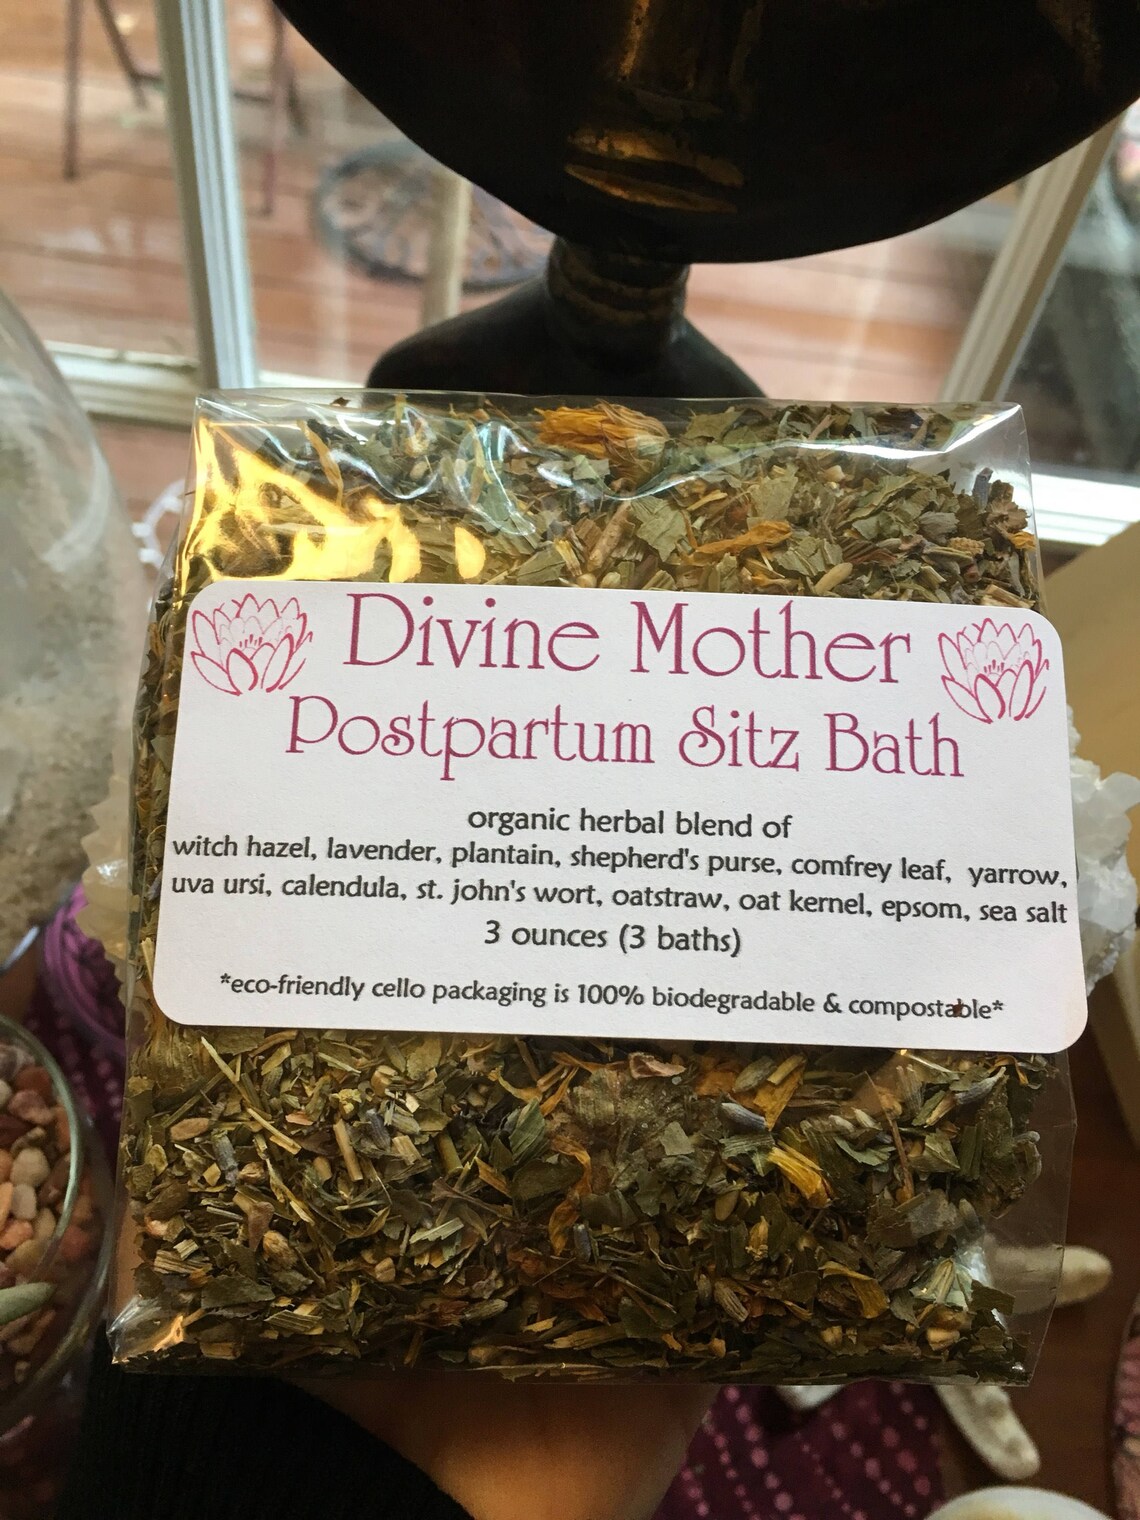 Divine Mother
Postpartum Sitz Bath
organic herbal blend of
witch hazel, lavender, plantain, shepherd's purse, comfrey leaf, yarrow,
uva ursi, calendula, st. john's wort, oatstraw, oat kernel, epsom, sea salt
3 ounces (3 baths)
*eco-friendly cello packaging is 100% biodegradable & compostable*